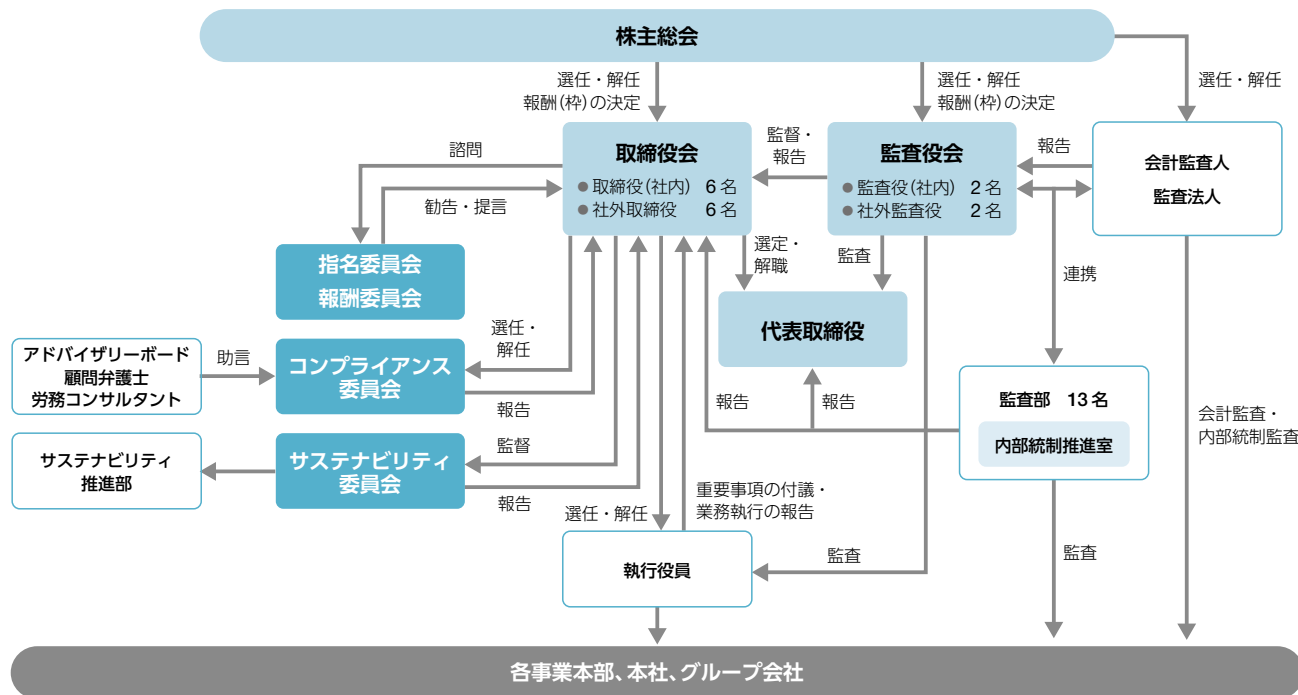 株主総会
選任・解任
報酬(枠)の決定
選任・解任
報酬(枠)の決定
選任・解任
取締役会
● 取締役(社内) 6名
● 社外取締役 6名
監督・
報告
監査役会
● 監査役(社内) 2名
● 社外監査役 2名
報告
会計監査人
監査法人
諮問
勧告・提言
指名委員会
報酬委員会
選定・
解職
監査
連携
代表取締役
アドバイザリーボード
顧問弁護士
労務コンサルタント
助言
コンプライアンス
委員会
選任・
解任
報告
報告
報告
監査部 13名
内部統制推進室
会計監査・
内部統制監査
サステナビリティ
推進部
サステナビリティ
委員会
監督
報告
選任・解任
重要事項の付議・
業務執行の報告
執行役員
監査
監査
各事業本部、本社、グループ会社